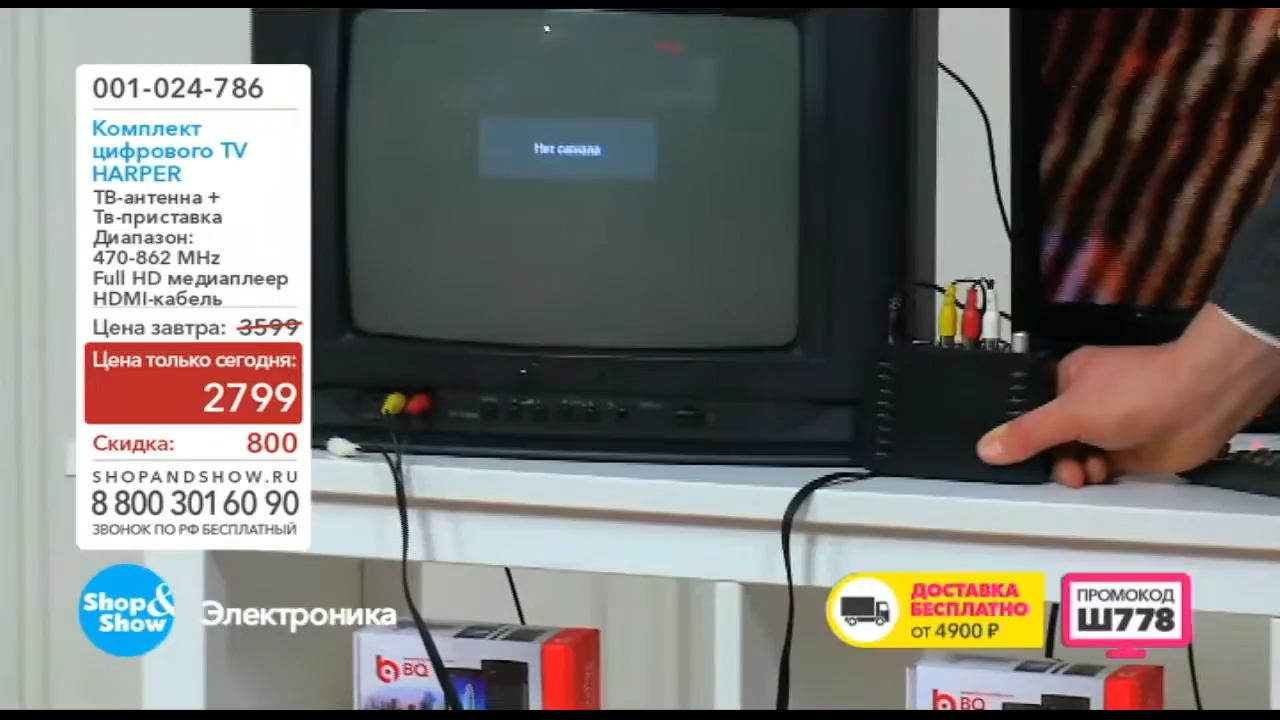 001-024-786
Комплект
цифрового TV
HARPER
ТВ-антенна +
Тв-приставка
Диапазон:
470-862 MHz
Full HD медиаплеер
HDMI-кабель
Цена завтра: 3599
Цена только сегодня:
2799
Скидка: 800
SHOPANDSHOW.RU
8 800 301 60 90
ЗВОНОК ПО РФ БЕСПЛАТНЫЙ
Нет сигнала
Shop &
Show
Электроника
ДОСТАВКА
БЕСПЛАТНО
от 4900 ₽
ПРОМОКОД
Ш778
BQ
BQ